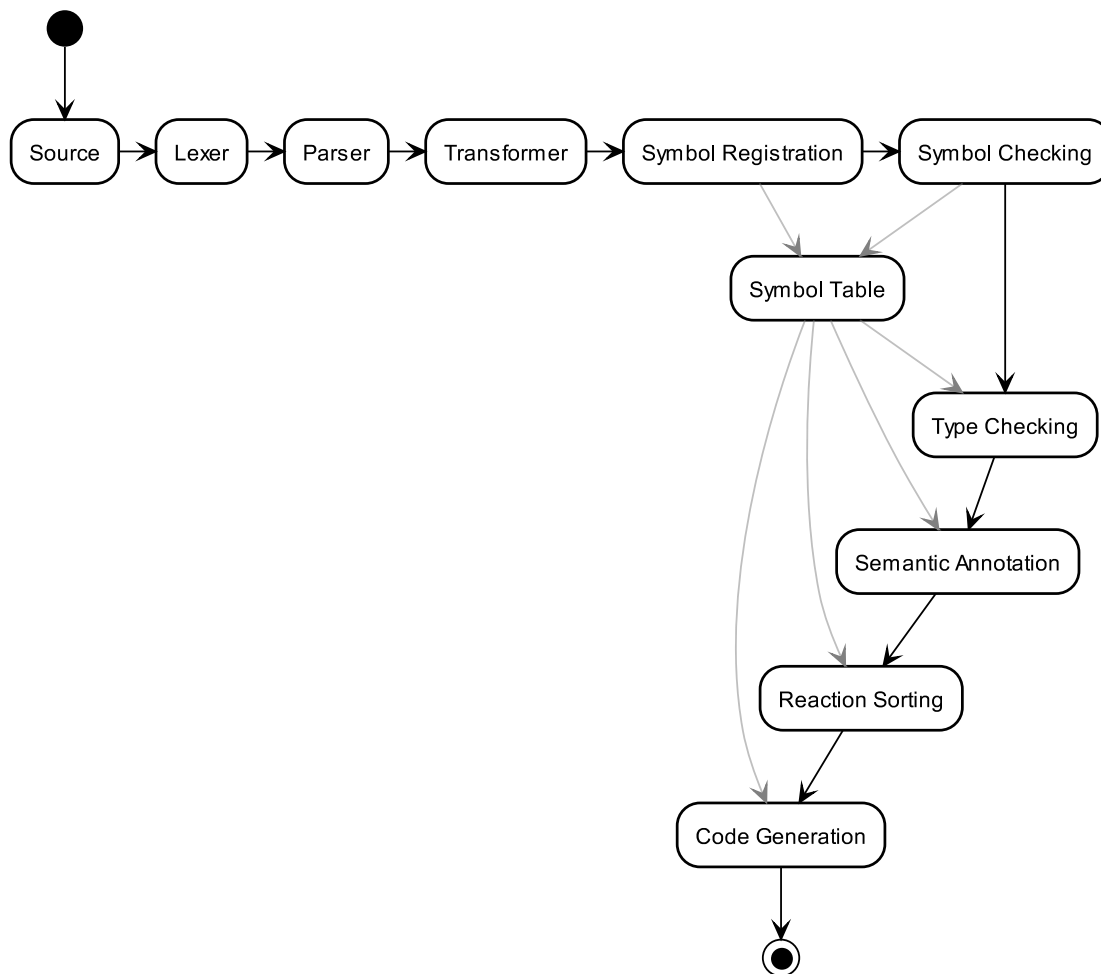 Source
Lexer
Parser
Transformer
Symbol Registration
Symbol Checking
Symbol Table
Type Checking
Semantic Annotation
Reaction Sorting
Code Generation